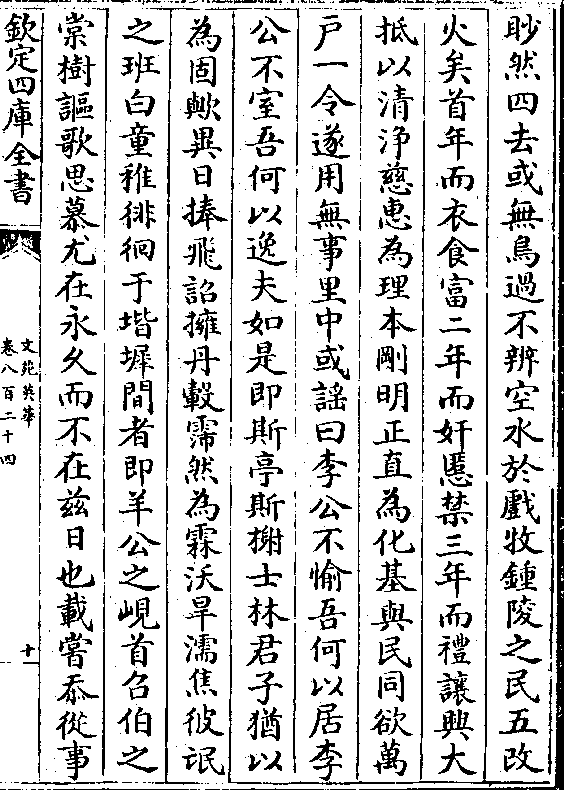 眇然四去或無鳥過不辨空水於戲牧鍾陵之民五改
火矣首年而衣食富二年而奸慝禁三年而禮讓興大
抵以清浄慈惠為理本剛明正直為化基與民同欲萬
戸一令遂用無事里中或謡曰李公不愉吾何以居李
公不室吾何以逸夫如是即斯亭斯榭士林君子猶以
為固歟異日捧飛詔擁丹轂霈然為霖沃旱濡焦彼氓
之班白童稚徘徊于堦墀間者即羊公之峴首召伯之
棠樹謳歌思慕尤在永久而不在兹日也載嘗忝從事
欽定四庫全書
文苑英華
卷八百二十四
十